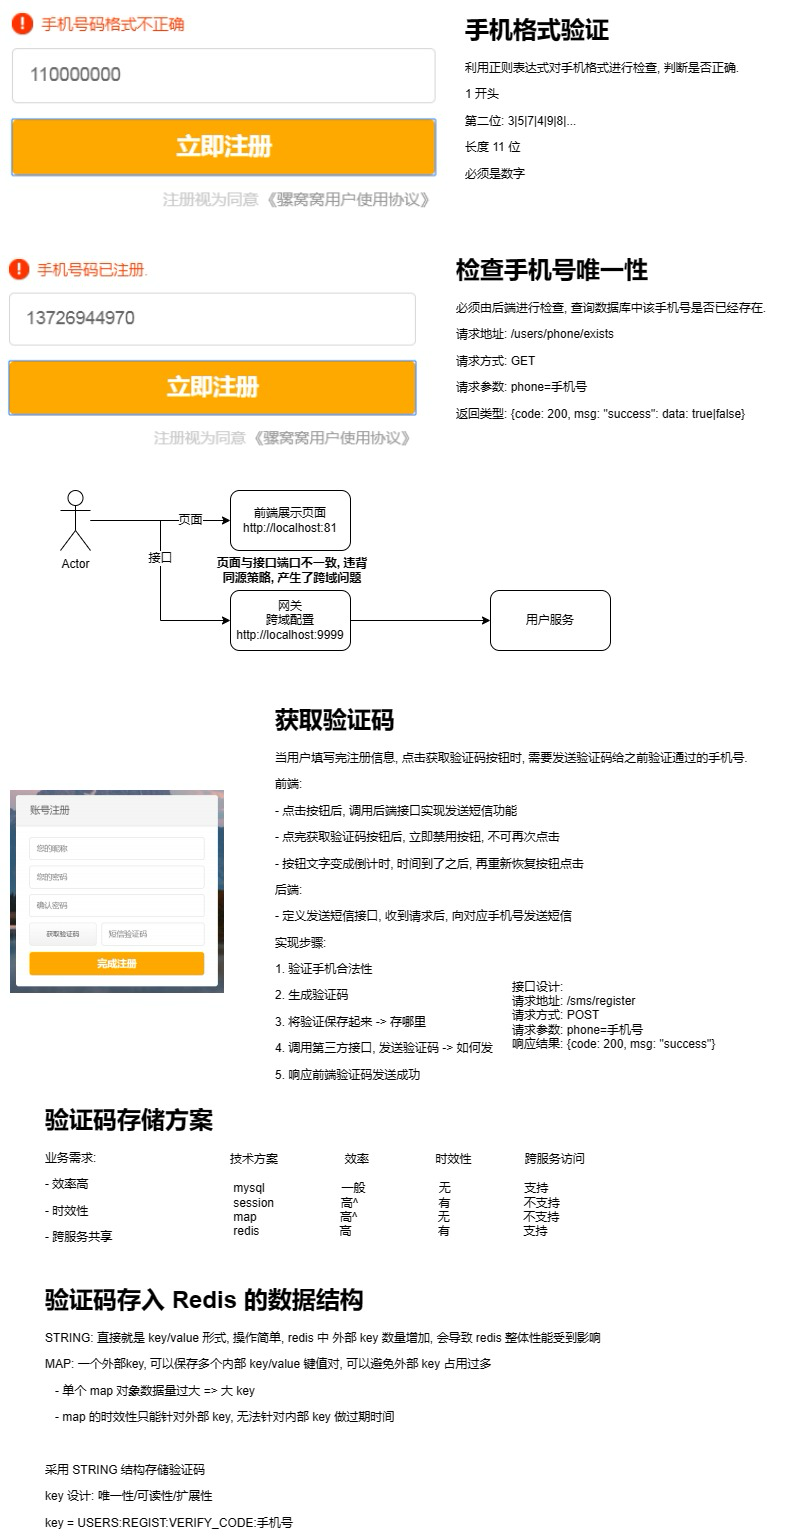 手机号码格式不正确
110000000
立即注册
注册视为同意《骡窝窝用户使用协议》
手机格式验证
利用正则表达式对手机格式进行检查, 判断是否正确.
1 开头
第二位: 3|5|7|4|9|8|...
长度 11 位
必须是数字
手机号码已注册.
13726944970
立即注册
注册视为同意《骡窝窝用户使用协议》
检查手机号唯一性
必须由后端进行检查, 查询数据库中该手机号是否已经存在.
请求地址: /users/phone/exists
请求方式: GET
请求参数: phone=手机号
返回类型: {code: 200, msg: "success": data: true|false}
Actor
页面
接口
前端展示页面
http://localhost:81
页面与接口端口不一致, 违背
同源策略, 产生了跨域问题
网关
跨域配置
http://localhost:9999
用户服务
获取验证码
当用户填写完注册信息, 点击获取验证码按钮时, 需要发送验证码给之前验证通过的手机号.
前端:
- 点击按钮后, 调用后端接口实现发送短信功能
- 点完获取验证码按钮后, 立即禁用按钮, 不可再次点击
- 按钮文字变成倒计时, 时间到了之后, 再重新恢复按钮点击
后端:
- 定义发送短信接口, 收到请求后, 向对应手机号发送短信
实现步骤:
1. 验证手机合法性
2. 生成验证码
3. 将验证保存起来 -> 存哪里
4. 调用第三方接口, 发送验证码 -> 如何发
5. 响应前端验证码发送成功
账号注册
您的昵称
您的密码
确认密码
获取验证码 短信验证码
完成注册
接口设计:
请求地址: /sms/register
请求方式: POST
请求参数: phone=手机号
响应结果: {code: 200, msg: "success"}
验证码存储方案
业务需求:
- 效率高
- 时效性
- 跨服务共享
技术方案 效率 时效性 跨服务访问
mysql 一般 无 支持
session 高^ 有 不支持
map 高^ 无 不支持
redis 高 有 支持
验证码存入 Redis 的数据结构
STRING: 直接就是 key/value 形式, 操作简单, redis 中 外部 key 数量增加, 会导致 redis 整体性能受到影响
MAP: 一个外部key, 可以保存多个内部 key/value 键值对, 可以避免外部 key 占用过多
- 单个 map 对象数据量过大 => 大 key
- map 的时效性只能针对外部 key, 无法针对内部 key 做过期时间
采用 STRING 结构存储验证码
key 设计: 唯一性/可读性/扩展性
key = USERS:REGIST:VERIFY_CODE:手机号